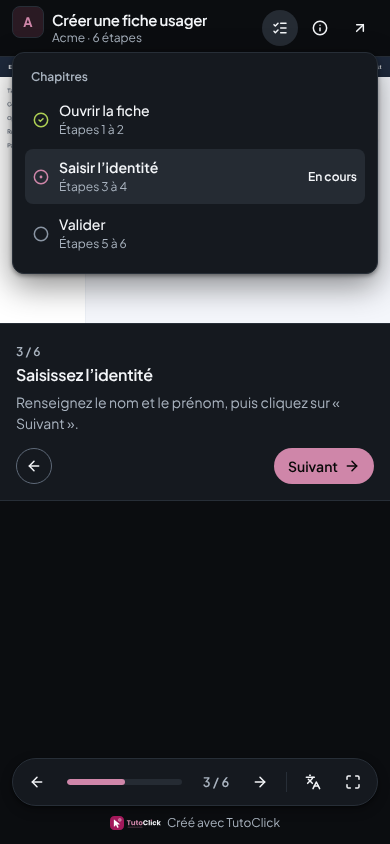 A
Créer une fiche usager
Acme · 6 étapes
Chapitres
Ouvrir la fiche
Étapes 1 à 2
Saisir l’identité
Étapes 3 à 4
En cours
Valider
Étapes 5 à 6
3 / 6
Saisissez l’identité
Renseignez le nom et le prénom, puis cliquez sur «
Suivant ».
Suivant
3 / 6
TutoClick
Créé avec TutoClick